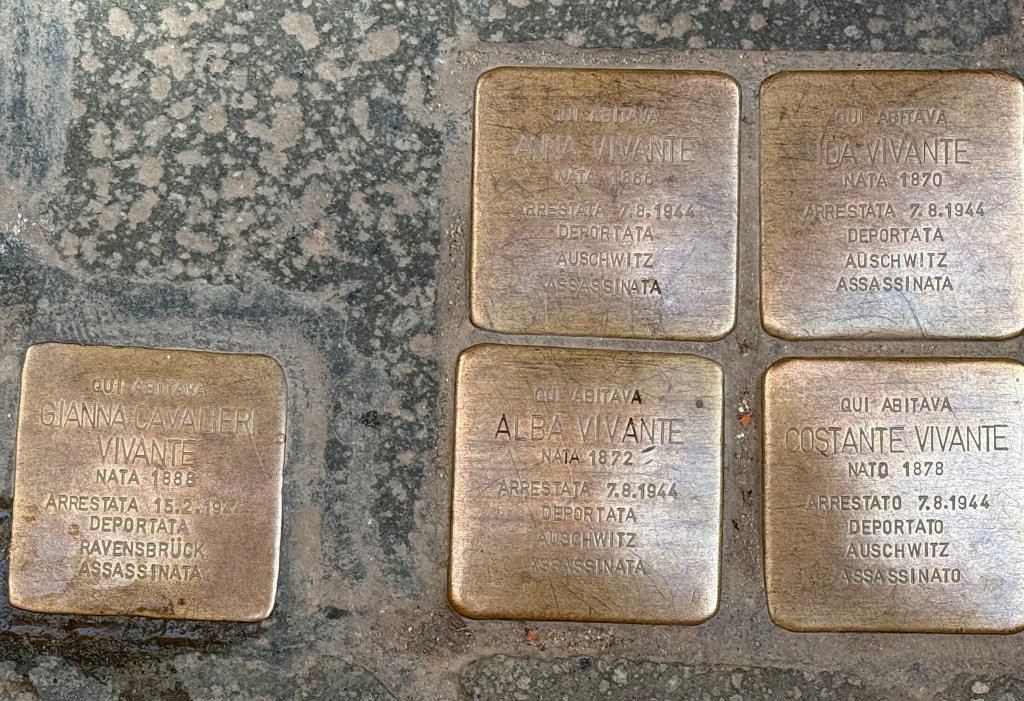 QUI ABITAVA
ANNA VIVANTE
NATA 1866
ARRESTATA 7.8.1944
DEPORTATA
AUSCHWITZ
ASSASSINATA
QUI ABITAVA
IDA VIVANTE
NATA 1870
ARRESTATA 7.8.1944
DEPORTATA
AUSCHWITZ
ASSASSINATA
QUI ABITAVA
GIANNA CAVALIERI
VIVANTE
NATA
ARRESTATA 15.2.1944
DEPORTATA
RAVENSBRÜCK
ASSASSINATA
QUI ABITAVA
ALBA VIVANTE
NATA 1872
ARRESTATA 7.8.1944
DEPORTATA
AUSCHWITZ
ASSASSINATA
QUI ABITAVA
COSTANTE VIVANTE
NATO 1878
ARRESTATO 7.8.1944
DEPORTATO
AUSCHWITZ
ASSASSINATO